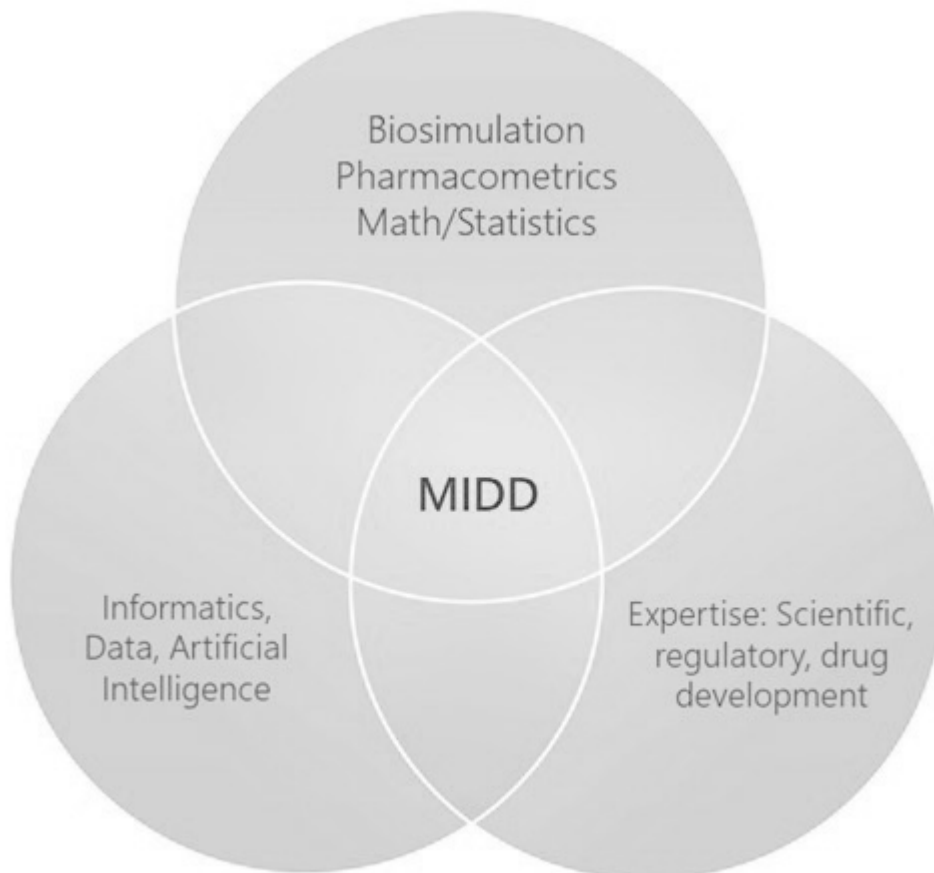 Biosimulation
Pharmacometrics
Math/Statistics
MIDD
Informatics,
Data, Artificial
Intelligence
Expertise: Scientific,
regulatory, drug
development